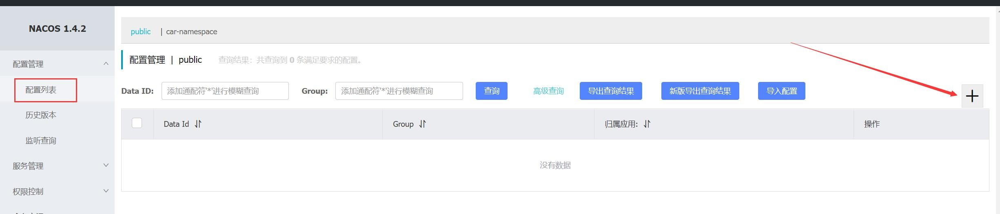 NACOS 1.4.2
public | car-namespace
配置管理
配置管理 | public 查询结果：共查询到 0 条满足要求的配置。
配置列表
Data ID: 添加通配符'*'进行模糊查询 Group: 添加通配符'*'进行模糊查询 查询 高级查询 导出查询结果 新版导出查询结果 导入配置
历史版本
Data Id Group 归属应用: 操作
监听查询
服务管理
没有数据
权限控制